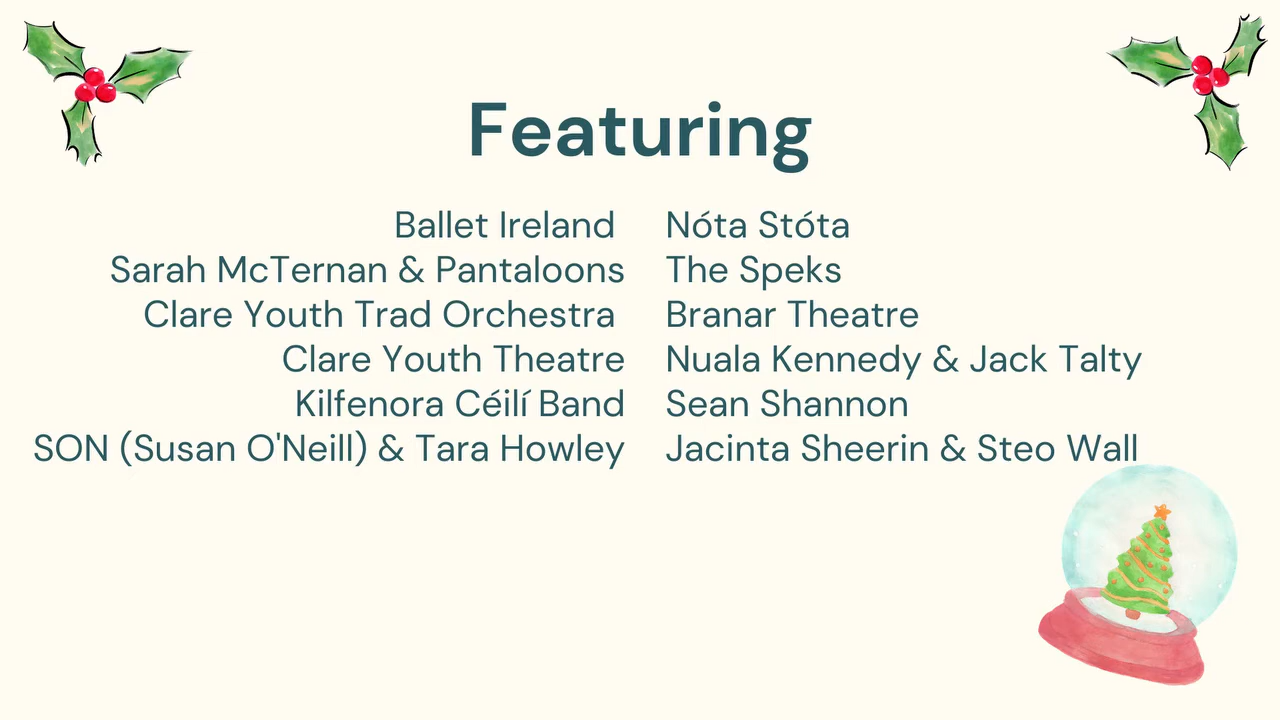 Featuring
Ballet Ireland
Sarah McTernan & Pantaloons
Clare Youth Trad Orchestra
Clare Youth Theatre
Kilfenora Céilí Band
SON (Susan O'Neill) & Tara Howley
Nóta Stóta
The Speks
Branar Theatre
Nuala Kennedy & Jack Talty
Sean Shannon
Jacinta Sheerin & Steo Wall